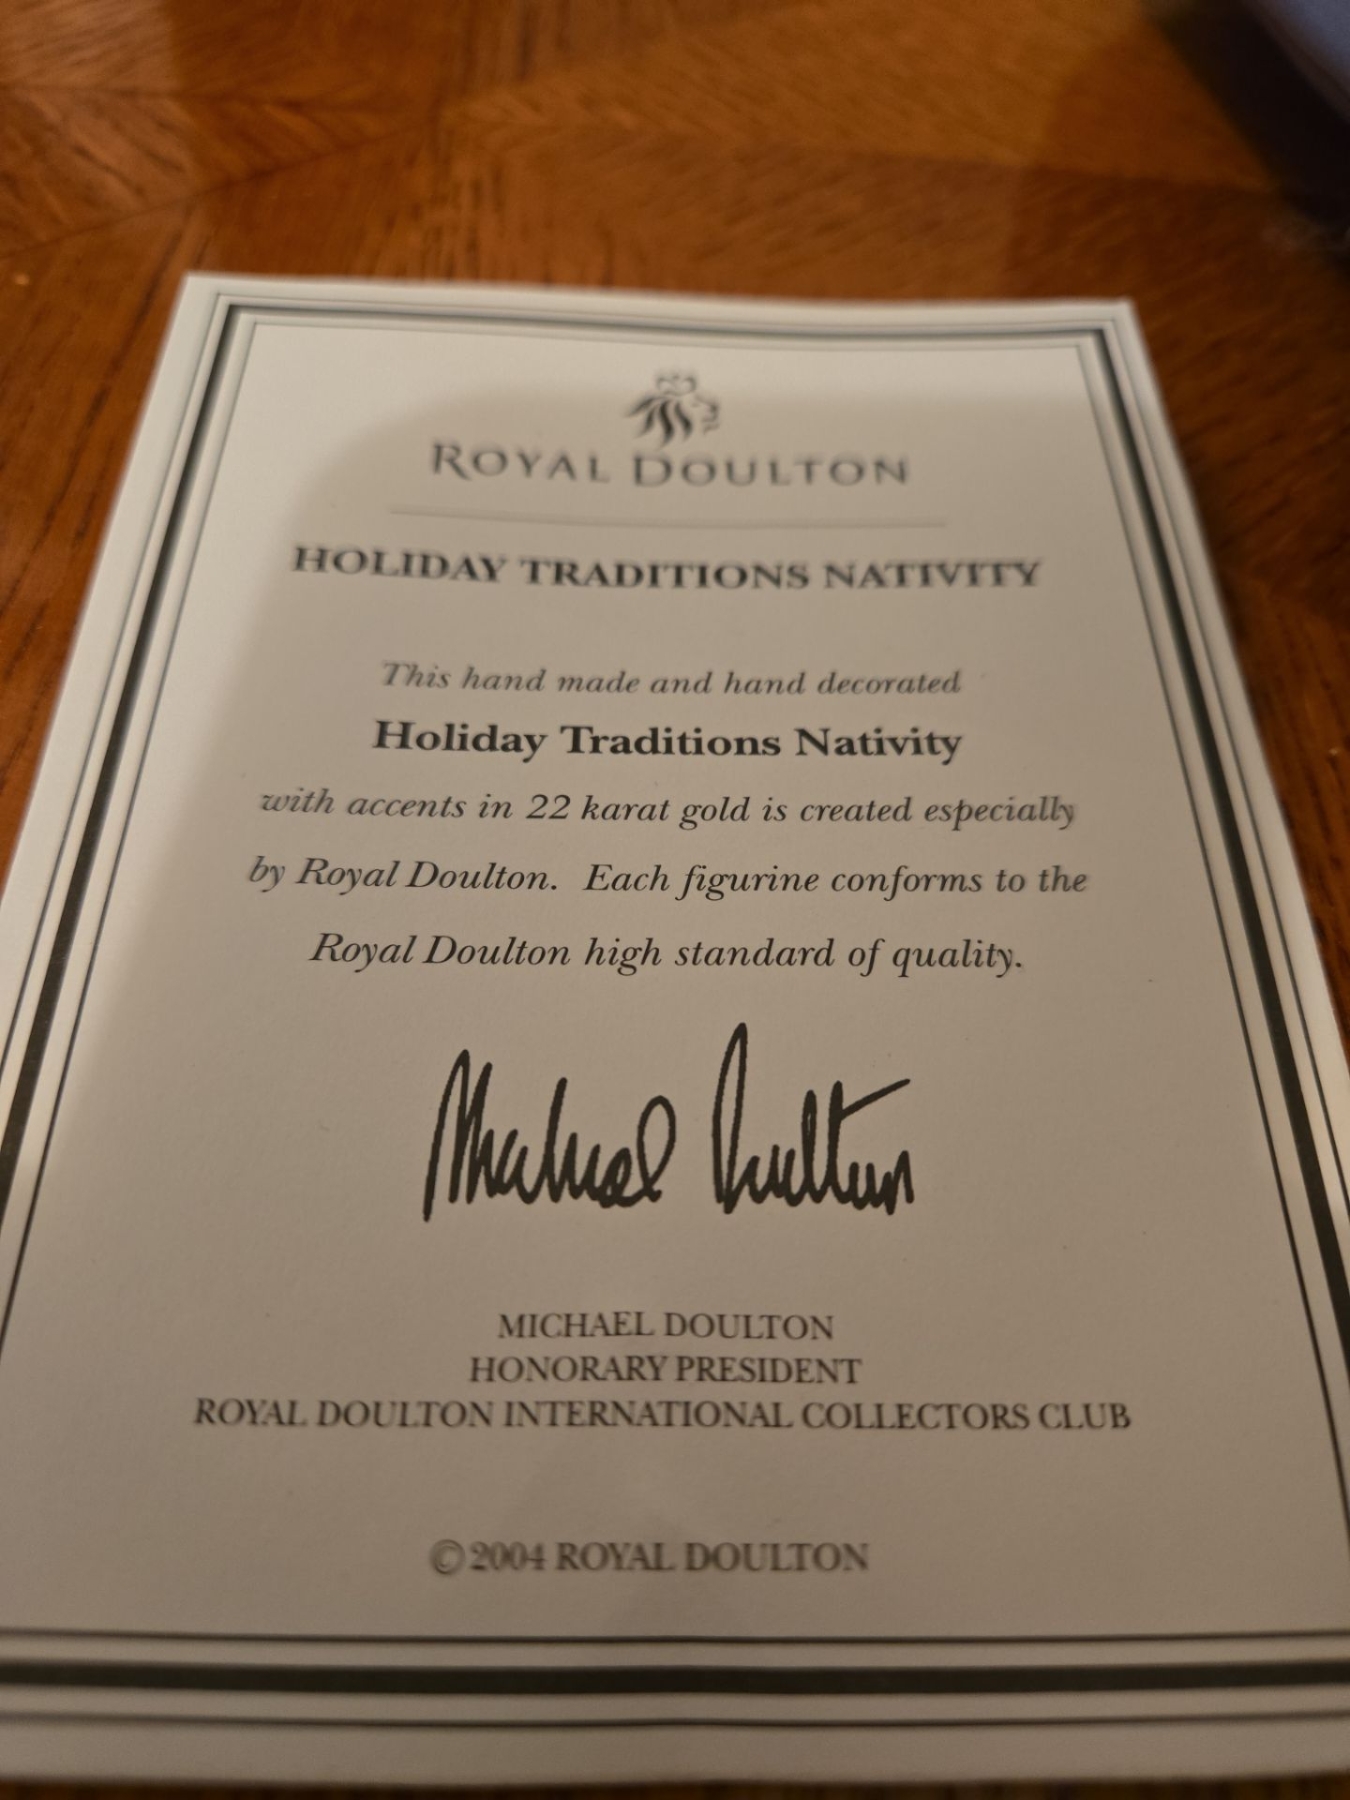 ROYAL DOULTON
HOLIDAY TRADITIONS NATIVITY
This hand made and hand decorated
Holiday Traditions Nativity
with accents in 22 karat gold is created especially
by Royal Doulton. Each figurine conforms to the
Royal Doulton high standard of quality.
Michael Doulton
MICHAEL DOULTON
HONORARY PRESIDENT
ROYAL DOULTON INTERNATIONAL COLLECTORS CLUB
© 2004 ROYAL DOULTON